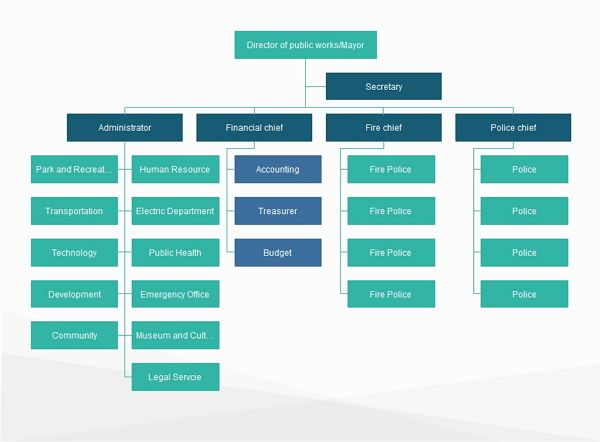 Director of public works/Mayor
Secretary
Administrator
Financial chief
Fire chief
Police chief
Park and Recreat...
Human Resource
Accounting
Fire Police
Police
Transportation
Electric Department
Treasurer
Fire Police
Police
Technology
Public Health
Budget
Fire Police
Police
Development
Emergency Office
Fire Police
Police
Community
Museum and Cult...
Legal Servcie